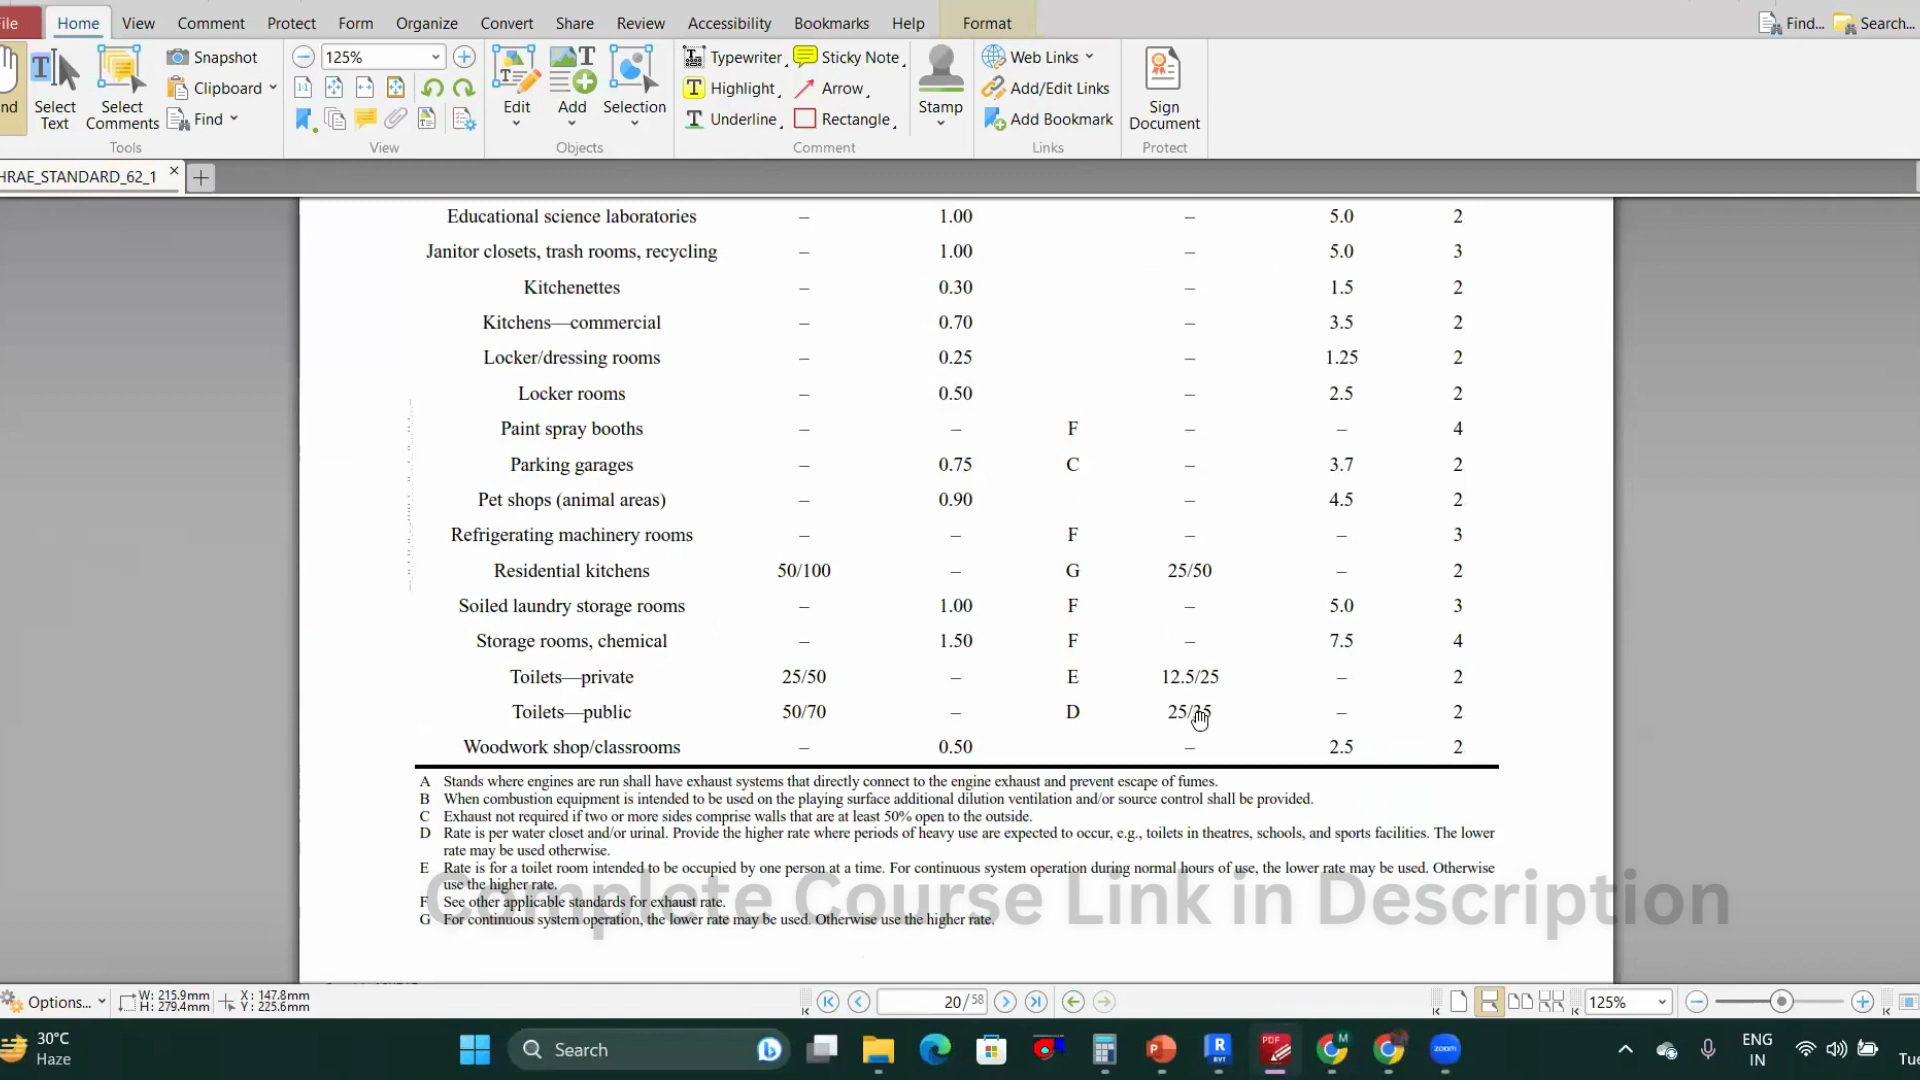 File Home View Comment Protect Form Organize Convert Share Review Accessibility Bookmarks Help Format Find... Search...
Select Text
Select Comments
Snapshot
Clipboard
Find
Tools
125%
View
Edit
Add
Selection
Objects
Typewriter Sticky Note
Highlight Arrow
Underline Rectangle
Comment
Stamp
Web Links
Add/Edit Links
Add Bookmark
Links
Sign Document
Protect
HRAE_STANDARD_62_1
Educational science laboratories – 1.00 – 5.0 2
Janitor closets, trash rooms, recycling – 1.00 – 5.0 3
Kitchenettes – 0.30 – 1.5 2
Kitchens—commercial – 0.70 – 3.5 2
Locker/dressing rooms – 0.25 – 1.25 2
Locker rooms – 0.50 – 2.5 2
Paint spray booths – – F – – 4
Parking garages – 0.75 C – 3.7 2
Pet shops (animal areas) – 0.90 – 4.5 2
Refrigerating machinery rooms – – F – – 3
Residential kitchens 50/100 – G 25/50 – 2
Soiled laundry storage rooms – 1.00 F – 5.0 3
Storage rooms, chemical – 1.50 F – 7.5 4
Toilets—private 25/50 – E 12.5/25 – 2
Toilets—public 50/70 – D 25/35 – 2
Woodwork shop/classrooms – 0.50 – 2.5 2
A Stands where engines are run shall have exhaust systems that directly connect to the engine exhaust and prevent escape of fumes.
B When combustion equipment is intended to be used on the playing surface additional dilution ventilation and/or source control shall be provided.
C Exhaust not required if two or more sides comprise walls that are at least 50% open to the outside.
D Rate is per water closet and/or urinal. Provide the higher rate where periods of heavy use are expected to occur, e.g., toilets in theatres, schools, and sports facilities. The lower
rate may be used otherwise.
E Rate is for a toilet room intended to be occupied by one person at a time. For continuous system operation during normal hours of use, the lower rate may be used. Otherwise
use the higher rate.
F See other applicable standards for exhaust rate.
G For continuous system operation, the lower rate may be used. Otherwise use the higher rate.
Complete Course Link in Description
Options... W: 215.9mm X: 147.8mm
H: 279.4mm Y: 225.6mm
20 / 58
125%
30°C
Haze
Search
zoom
ENG
IN
Tue